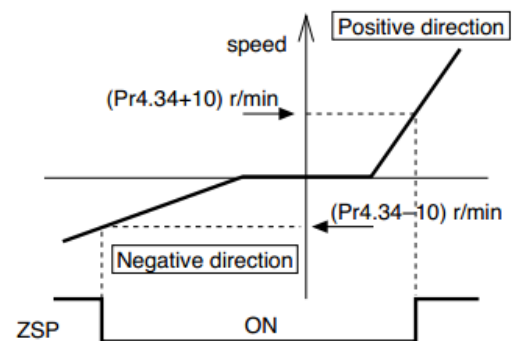 Positive direction
speed
(Pr4.34+10) r/min
(Pr4.34–10) r/min
Negative direction
ZSP
ON